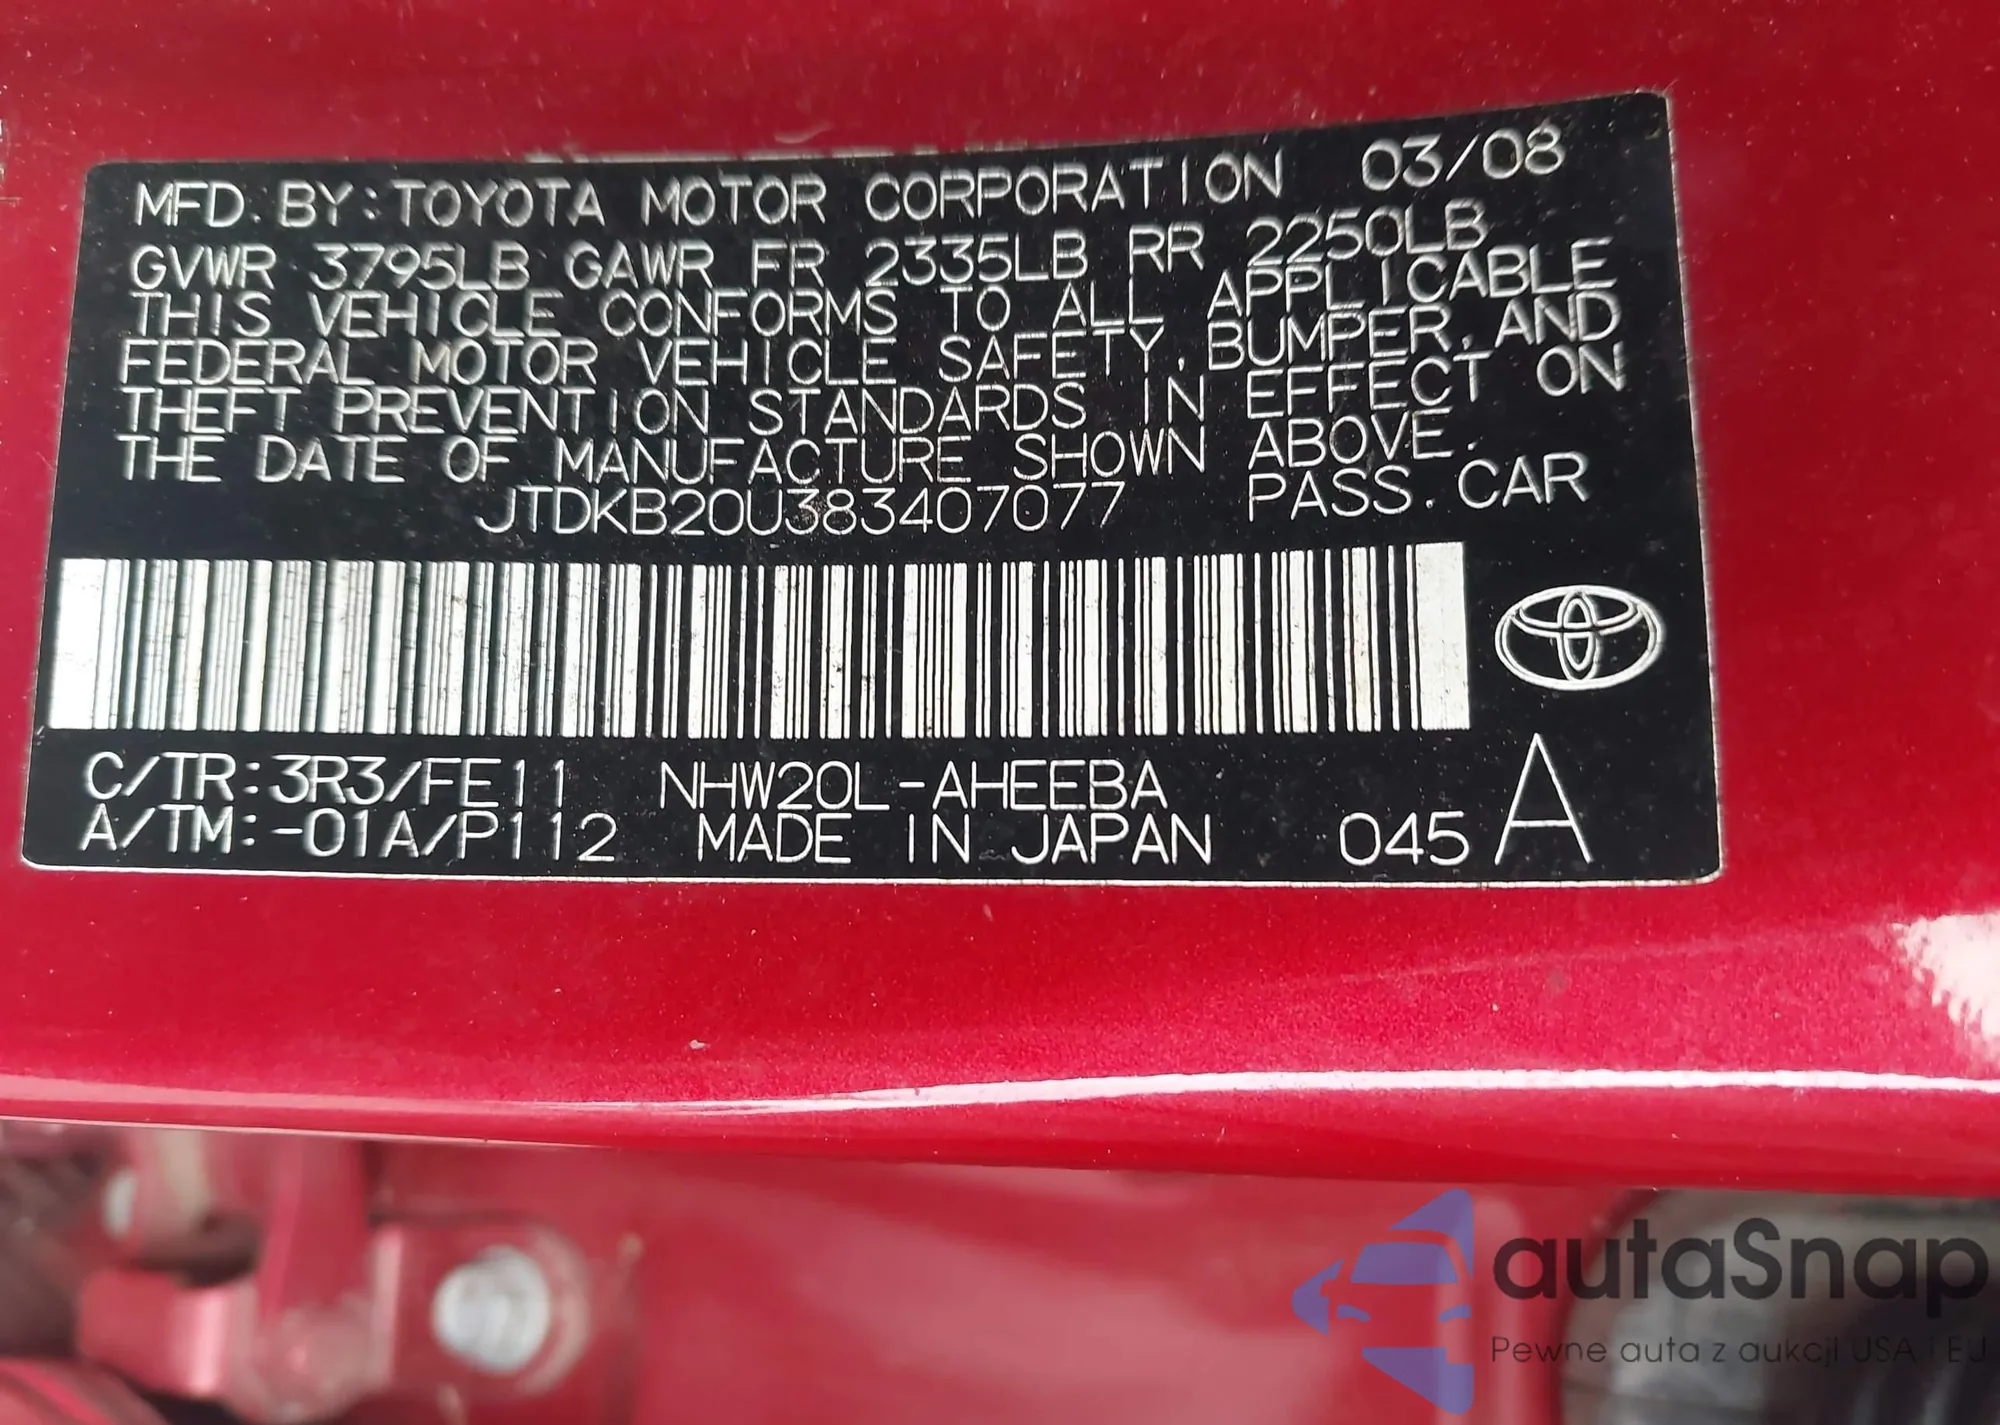 MFD. BY: TOYOTA MOTOR CORPORATION 03/08
GVWR 3795LB GAWR FR 2335LB RR 2250LB
THIS VEHICLE CONFORMS TO ALL APPLICABLE
FEDERAL MOTOR VEHICLE SAFETY, BUMPER, AND
THEFT PREVENTION STANDARDS IN EFFECT ON
THE DATE OF MANUFACTURE SHOWN ABOVE.
JTDKB20U383407077 PASS. CAR
C/TR:3R3/FE11 NHW20L-AHEEBA
A/TM:-01A/P112 MADE IN JAPAN 045 A
autaSnap
Pewne auta z aukcji USA i EU